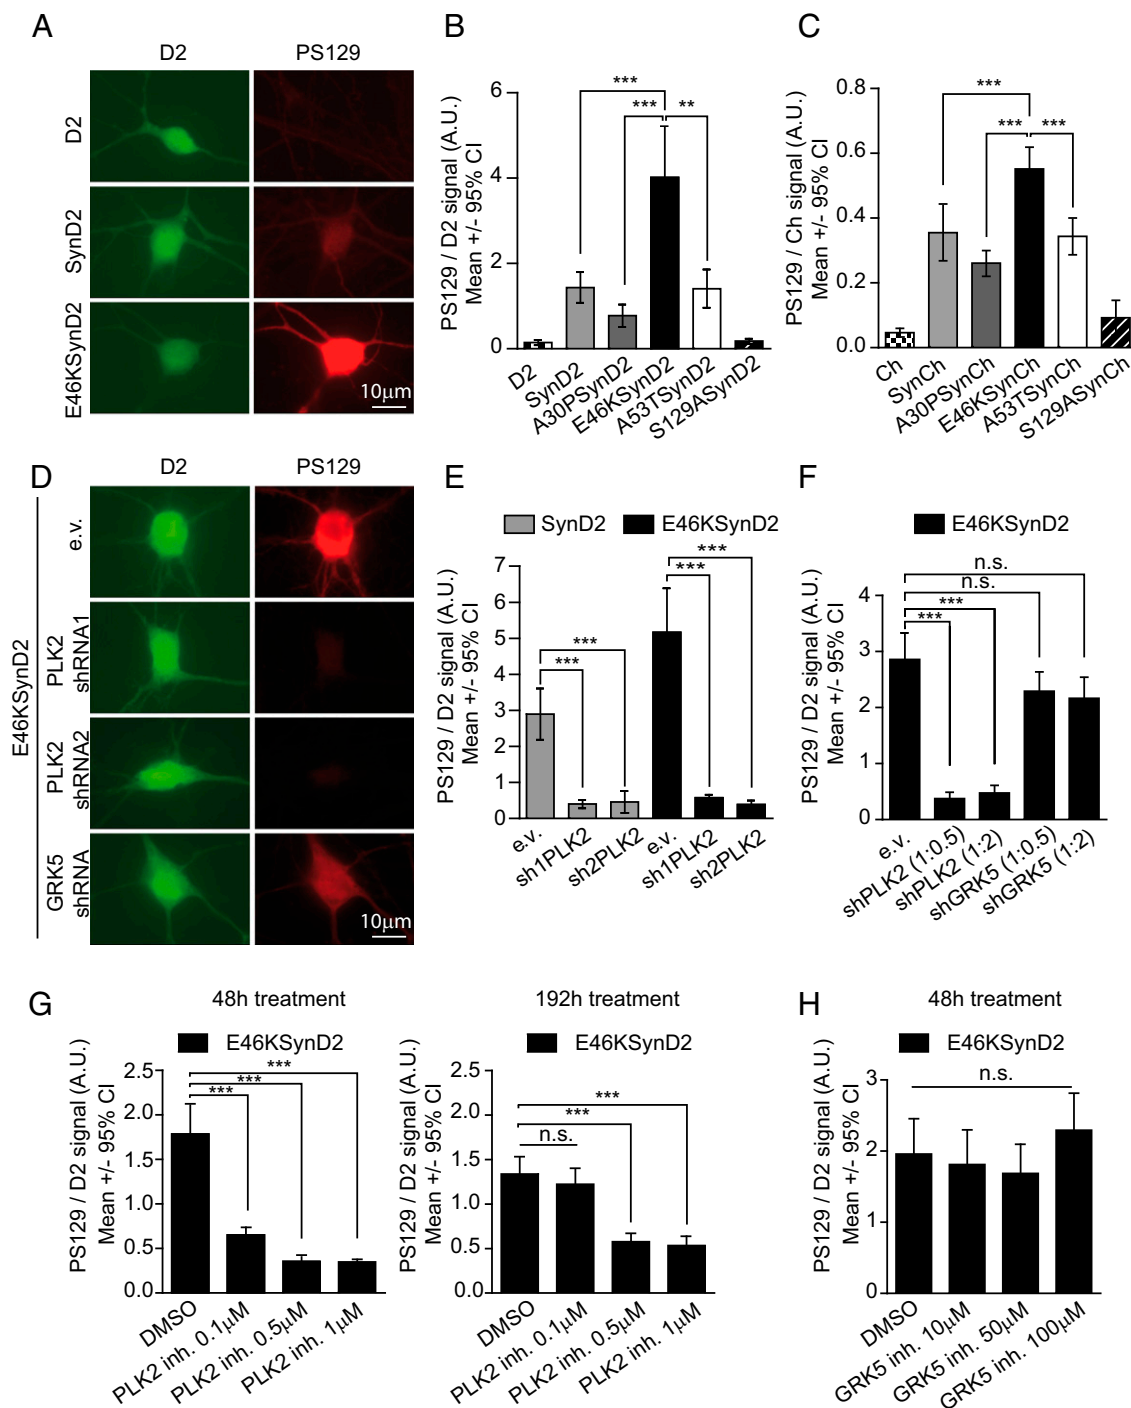 A
D2
PS129
D2
SynD2
E46KSynD2
10µm
B
PS129 / D2 signal (A.U.)
Mean +/- 95% CI
6
4
2
0
***
***
**
D2
SynD2
A30PSynD2
E46KSynD2
A53TSynD2
S129ASynD2
C
PS129 / Ch signal (A.U.)
Mean +/- 95% CI
0.8
0.6
0.4
0.2
0.0
***
***
***
Ch
SynCh
A30PSynCh
E46KSynCh
A53TSynCh
S129ASynCh
D
D2
PS129
E46KSynD2
e.v.
PLK2
shRNA1
PLK2
shRNA2
GRK5
shRNA
10µm
E
SynD2
E46KSynD2
PS129 / D2 signal (A.U.)
Mean +/- 95% CI
7
6
5
4
3
2
1
0
***
***
***
***
e.v.
sh1PLK2
sh2PLK2
e.v.
sh1PLK2
sh2PLK2
F
E46KSynD2
PS129 / D2 signal (A.U.)
Mean +/- 95% CI
4
3
2
1
0
n.s.
n.s.
***
***
e.v.
shPLK2 (1:0.5)
shPLK2 (1:2)
shGRK5 (1:0.5)
shGRK5 (1:2)
G
48h treatment
E46KSynD2
PS129 / D2 signal (A.U.)
Mean +/- 95% CI
2.5
2.0
1.5
1.0
0.5
0.0
***
***
***
DMSO
PLK2 inh. 0.1µM
PLK2 inh. 0.5µM
PLK2 inh. 1µM
192h treatment
E46KSynD2
PS129 / D2 signal (A.U.)
Mean +/- 95% CI
2.5
2.0
1.5
1.0
0.5
0.0
***
***
n.s.
DMSO
PLK2 inh. 0.1µM
PLK2 inh. 0.5µM
PLK2 inh. 1µM
H
48h treatment
E46KSynD2
PS129 / D2 signal (A.U.)
Mean +/- 95% CI
3
2
1
0
n.s.
DMSO
GRK5 inh. 10µM
GRK5 inh. 50µM
GRK5 inh. 100µM